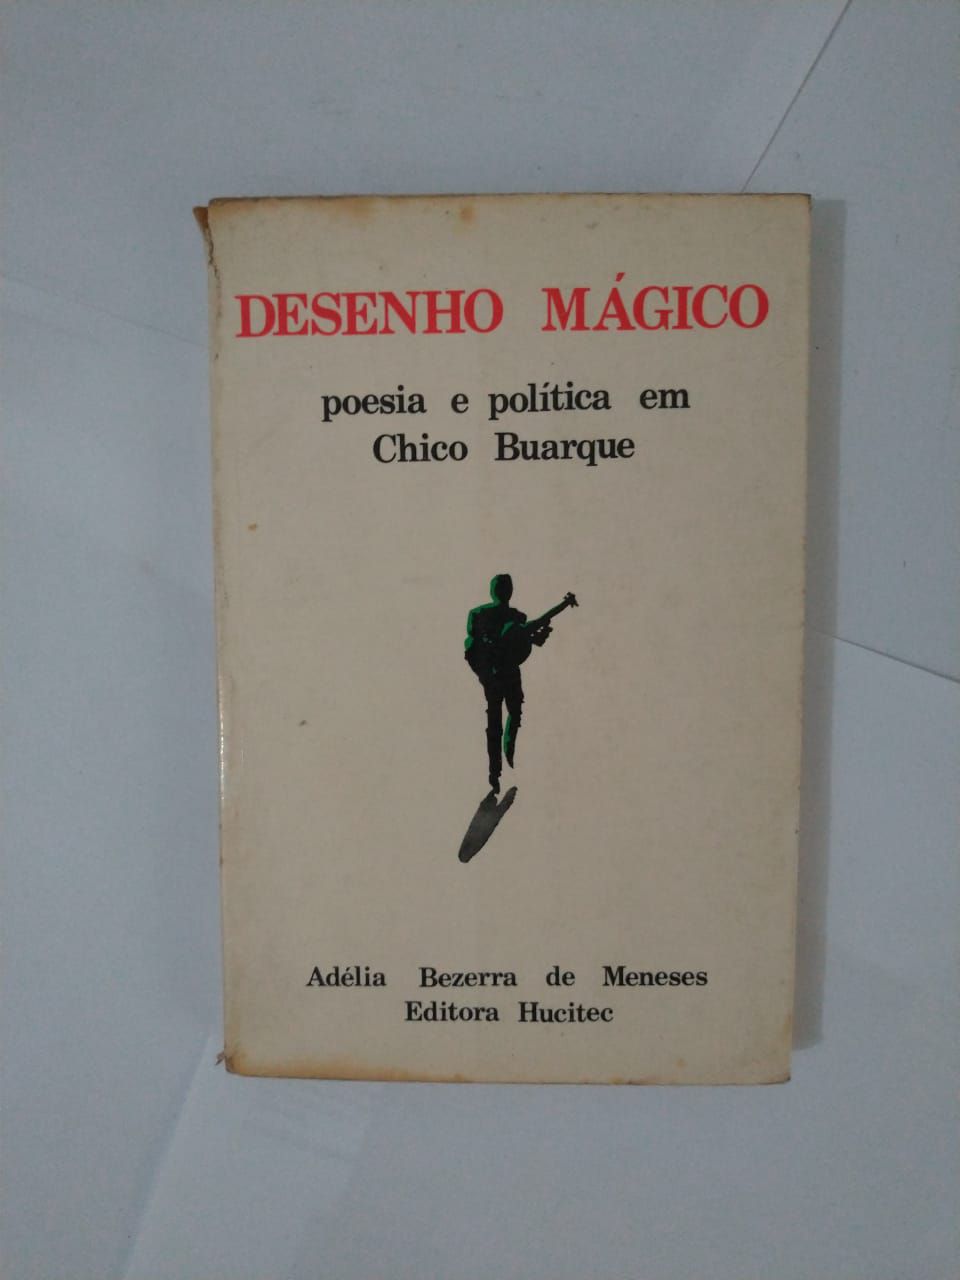 DESENHO MÁGICO
poesia e política em
Chico Buarque
Adélia Bezerra de Meneses
Editora Hucitec